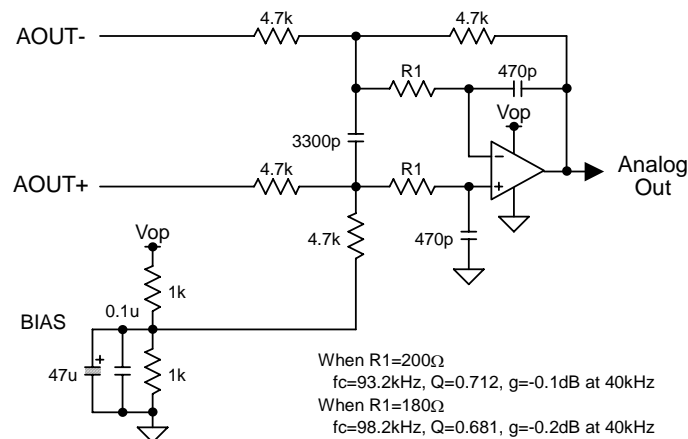 4.7k
4.7k
AOUT-
R1
470p
Vop
3300p
4.7k
R1
AOUT+
Analog
Out
4.7k
470p
Vop
1k
0.1u
BIAS
47u
1k
When R1=200Ω
fc=93.2kHz, Q=0.712, g=-0.1dB at 40kHz
When R1=180Ω
fc=98.2kHz, Q=0.681, g=-0.2dB at 40kHz